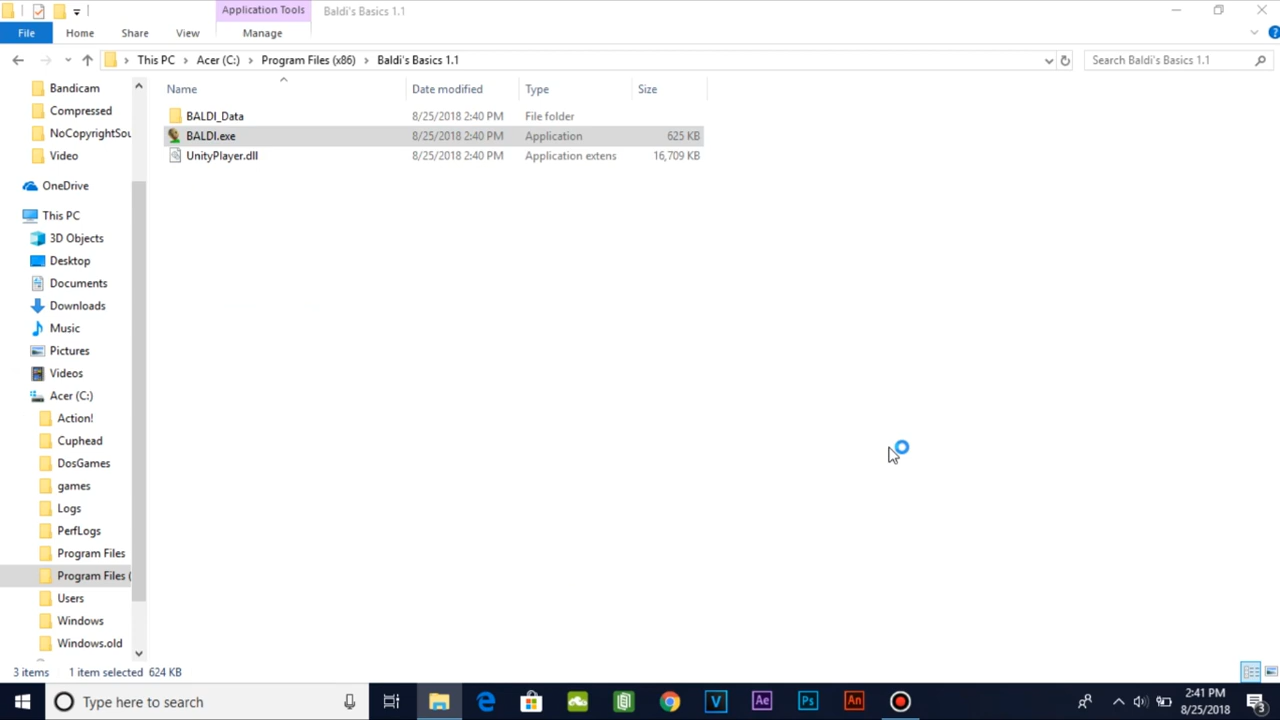 Application Tools
Baldi's Basics 1.1
File Home Share View Manage
This PC Acer (C:) Program Files (x86) Baldi's Basics 1.1
Search Baldi's Basics 1.1
Name Date modified Type Size
BALDI_Data 8/25/2018 2:40 PM File folder
BALDI.exe 8/25/2018 2:40 PM Application 625 KB
UnityPlayer.dll 8/25/2018 2:40 PM Application extens 16,709 KB
Bandicam
Compressed
NoCopyrightSou
Video
OneDrive
This PC
3D Objects
Desktop
Documents
Downloads
Music
Pictures
Videos
Acer (C:)
Action!
Cuphead
DosGames
games
Logs
PerfLogs
Program Files
Program Files (
Users
Windows
Windows.old
3 items 1 item selected 624 KB
Type here to search
V
Ae
Ps
An
2:41 PM
8/25/2018
3